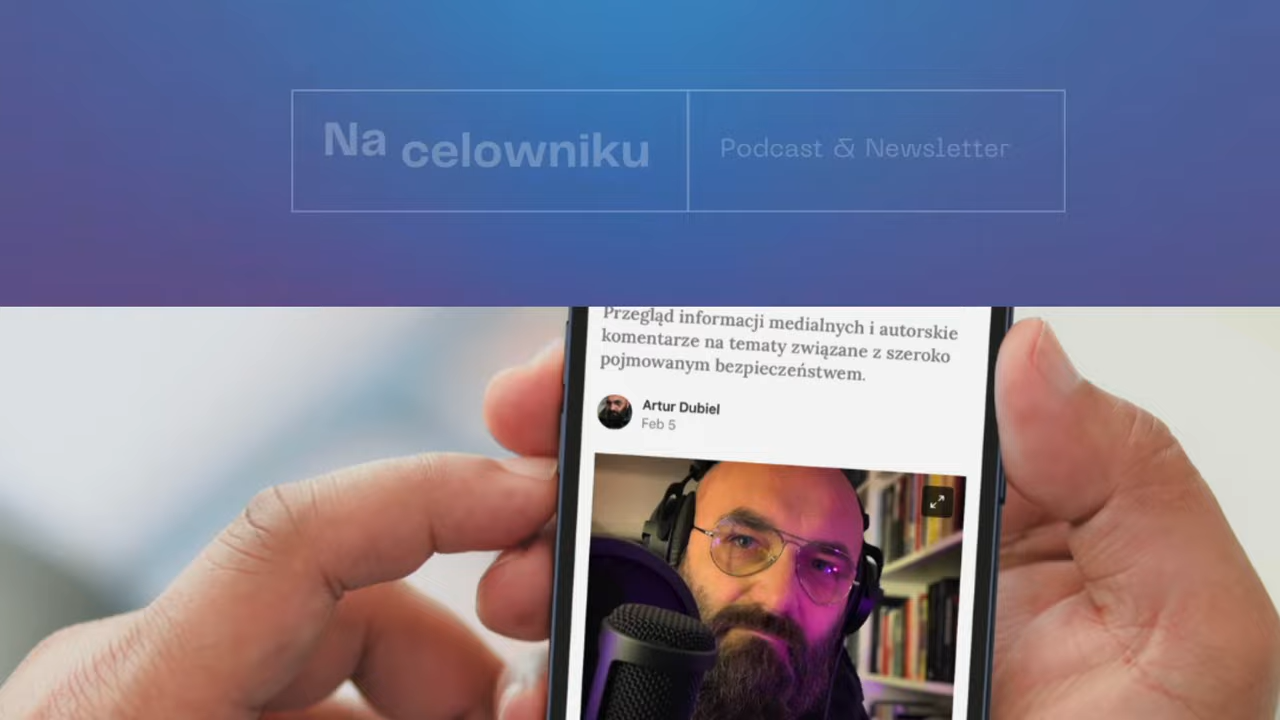 Na celowniku
Podcast & Newsletter
Przegląd informacji medialnych i autorskie
komentarze na tematy związane z szeroko
pojmowanym bezpieczeństwem.
Artur Dubiel
Feb 5